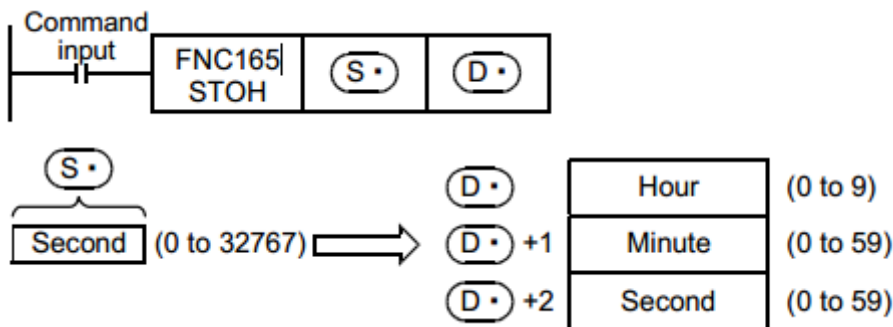 Command
input
FNC165
STOH
S・
D・
S・
Second (0 to 32767)
D・ Hour (0 to 9)
D・ +1 Minute (0 to 59)
D・ +2 Second (0 to 59)